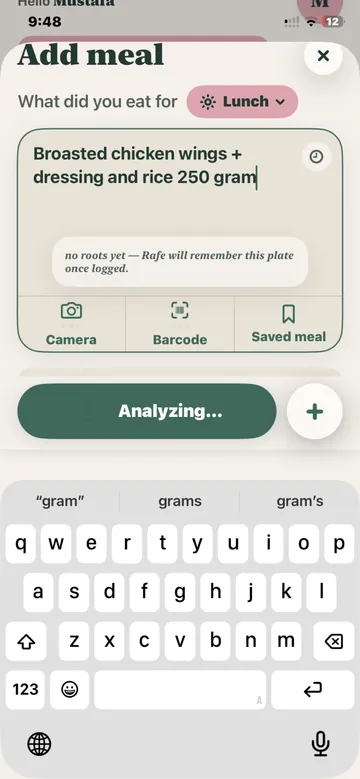 Hello Mustafa
M
9:48
12
Add meal
What did you eat for
Lunch
Broasted chicken wings +
dressing and rice 250 gram
no roots yet — Rafe will remember this plate
once logged.
Camera
Barcode
Saved meal
Analyzing...
+
"gram"
grams
gram's
q w e r t y u i o p
a s d f g h j k l
z x c v b n m
123
A